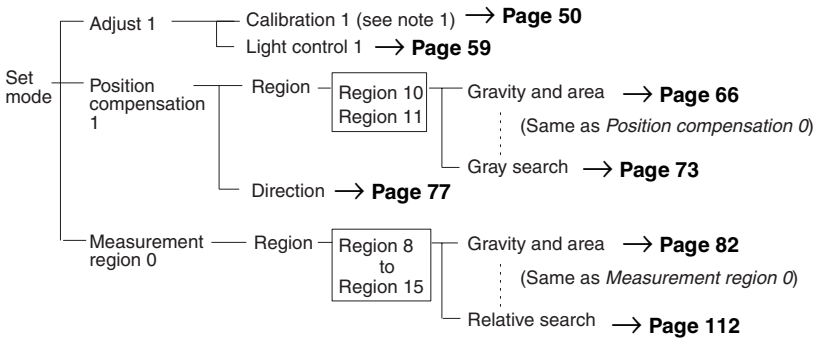 Adjust 1
Calibration 1 (see note 1) → Page 50
Light control 1 → Page 59
Set
mode
Position
compensation
1
Region
Region 10
Region 11
Gravity and area → Page 66
(Same as Position compensation 0)
Gray search → Page 73
Direction → Page 77
Measurement
region 0
Region
Region 8
to
Region 15
Gravity and area → Page 82
(Same as Measurement region 0)
Relative search → Page 112